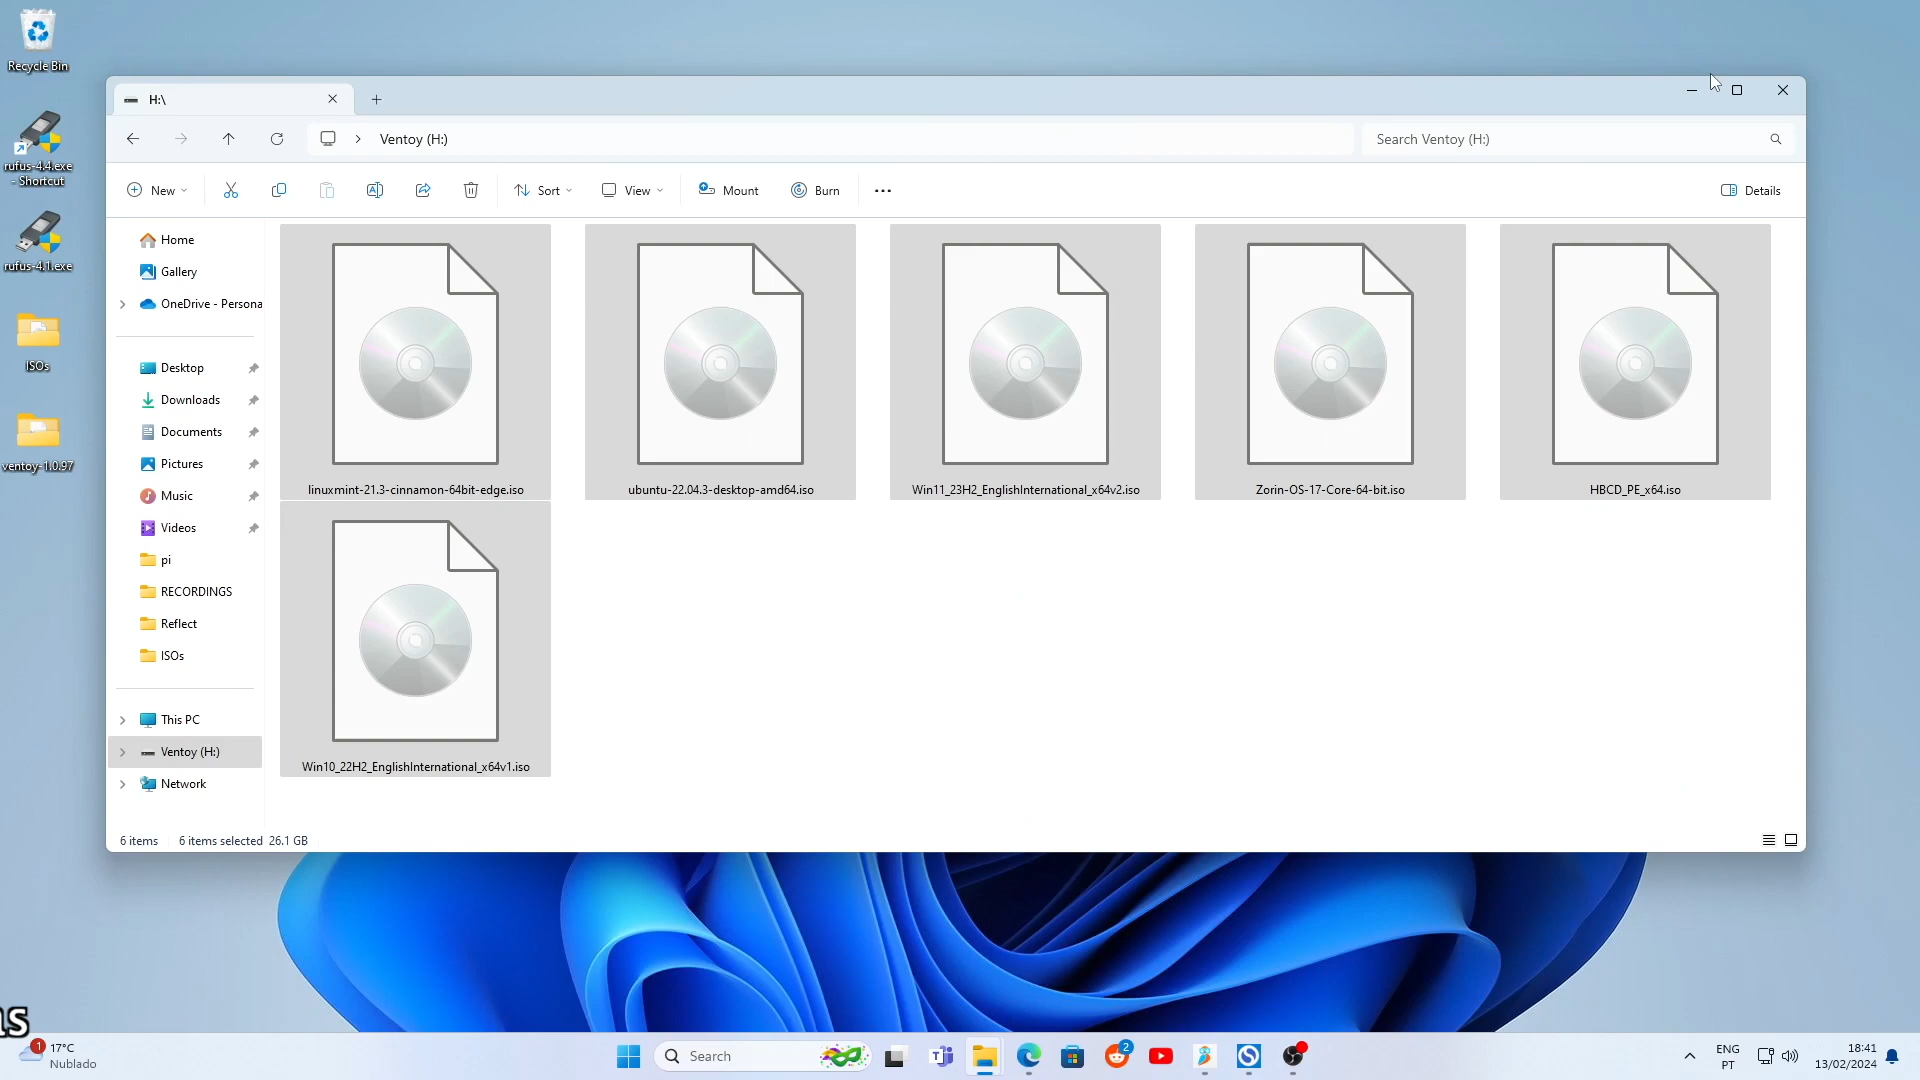 Recycle Bin
rufus-4.4.exe
- Shortcut
rufus-4.1.exe
ISOs
ventoy-1.0.97
H:\
Ventoy (H:)
Search Ventoy (H:)
New
Sort
View
Mount
Burn
Details
Home
Gallery
OneDrive - Persona
Desktop
Downloads
Documents
Pictures
Music
Videos
pi
RECORDINGS
Reflect
ISOs
This PC
Ventoy (H:)
Network
linuxmint-21.3-cinnamon-64bit-edge.iso
ubuntu-22.04.3-desktop-amd64.iso
Win11_23H2_EnglishInternational_x64v2.iso
Zorin-OS-17-Core-64-bit.iso
HBCD_PE_x64.iso
Win10_22H2_EnglishInternational_x64v1.iso
6 items
6 items selected 26.1 GB
1
17°C
Nublado
Search
2
ENG
PT
18:41
13/02/2024